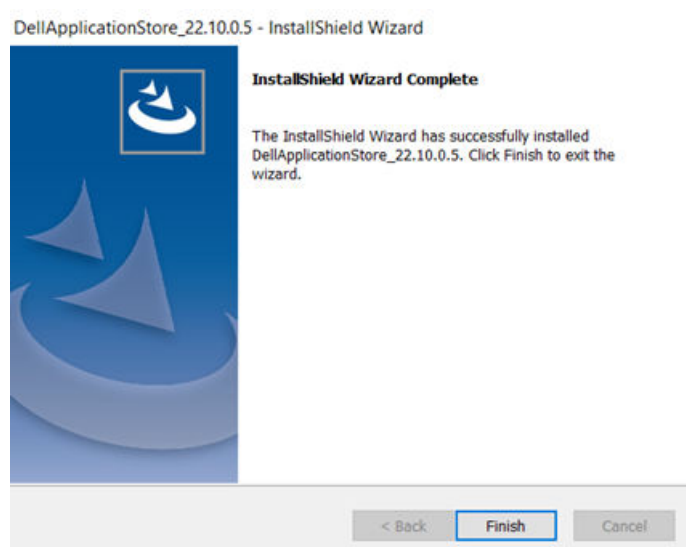 DellApplicationStore_22.10.0.5 - InstallShield Wizard
InstallShield Wizard Complete
The InstallShield Wizard has successfully installed
DellApplicationStore_22.10.0.5. Click Finish to exit the
wizard.
< Back Finish Cancel